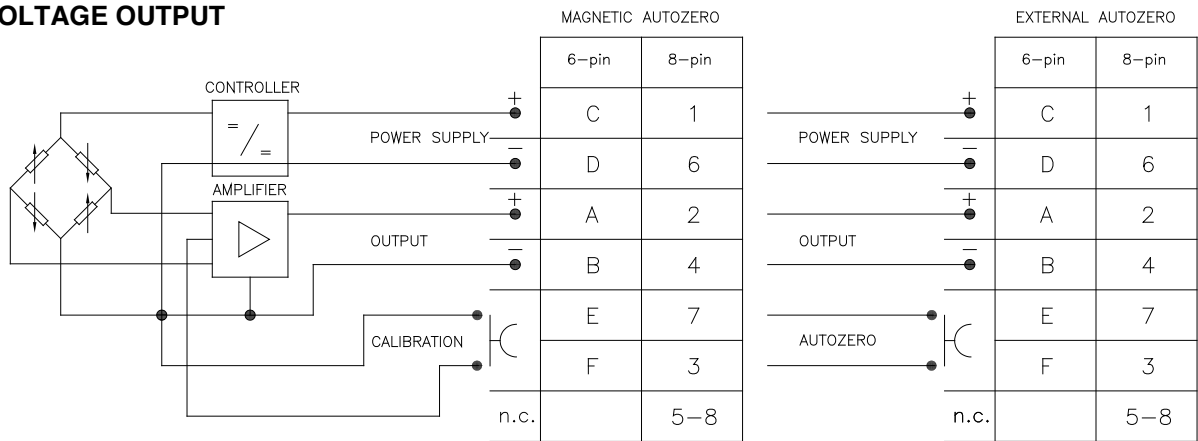 OLTAGE OUTPUT
MAGNETIC AUTOZERO
EXTERNAL AUTOZERO
6-pin 8-pin
6-pin 8-pin
CONTROLLER
= / =
POWER SUPPLY
+ C 1
− D 6
POWER SUPPLY
+ C 1
− D 6
AMPLIFIER
OUTPUT
+ A 2
− B 4
OUTPUT
+ A 2
− B 4
CALIBRATION
E 7
F 3
n.c. 5-8
AUTOZERO
E 7
F 3
n.c. 5-8